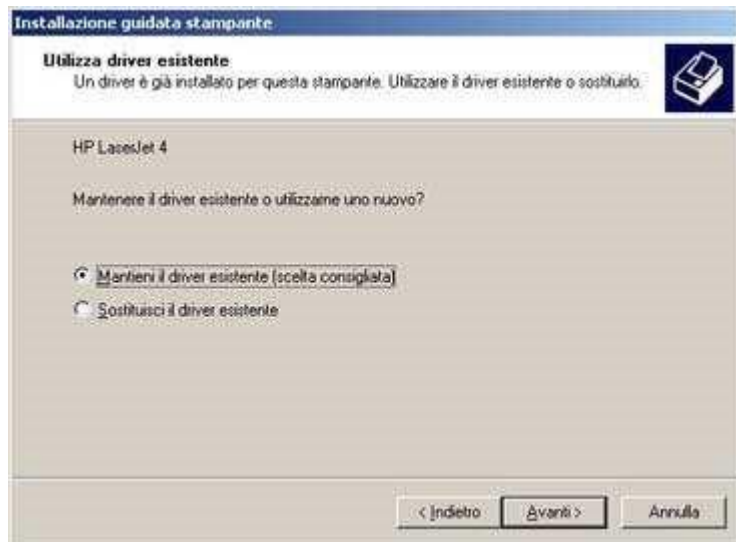 Installazione guidata stampante
Utilizza driver esistente
Un driver è già installato per questa stampante. Utilizzare il driver esistente o sostituirlo.
HP LaserJet 4
Mantenere il driver esistente o utilizzarne uno nuovo?
Mantieni il driver esistente (scelta consigliata)
Sostituisci il driver esistente
< Indietro
Avanti >
Annulla